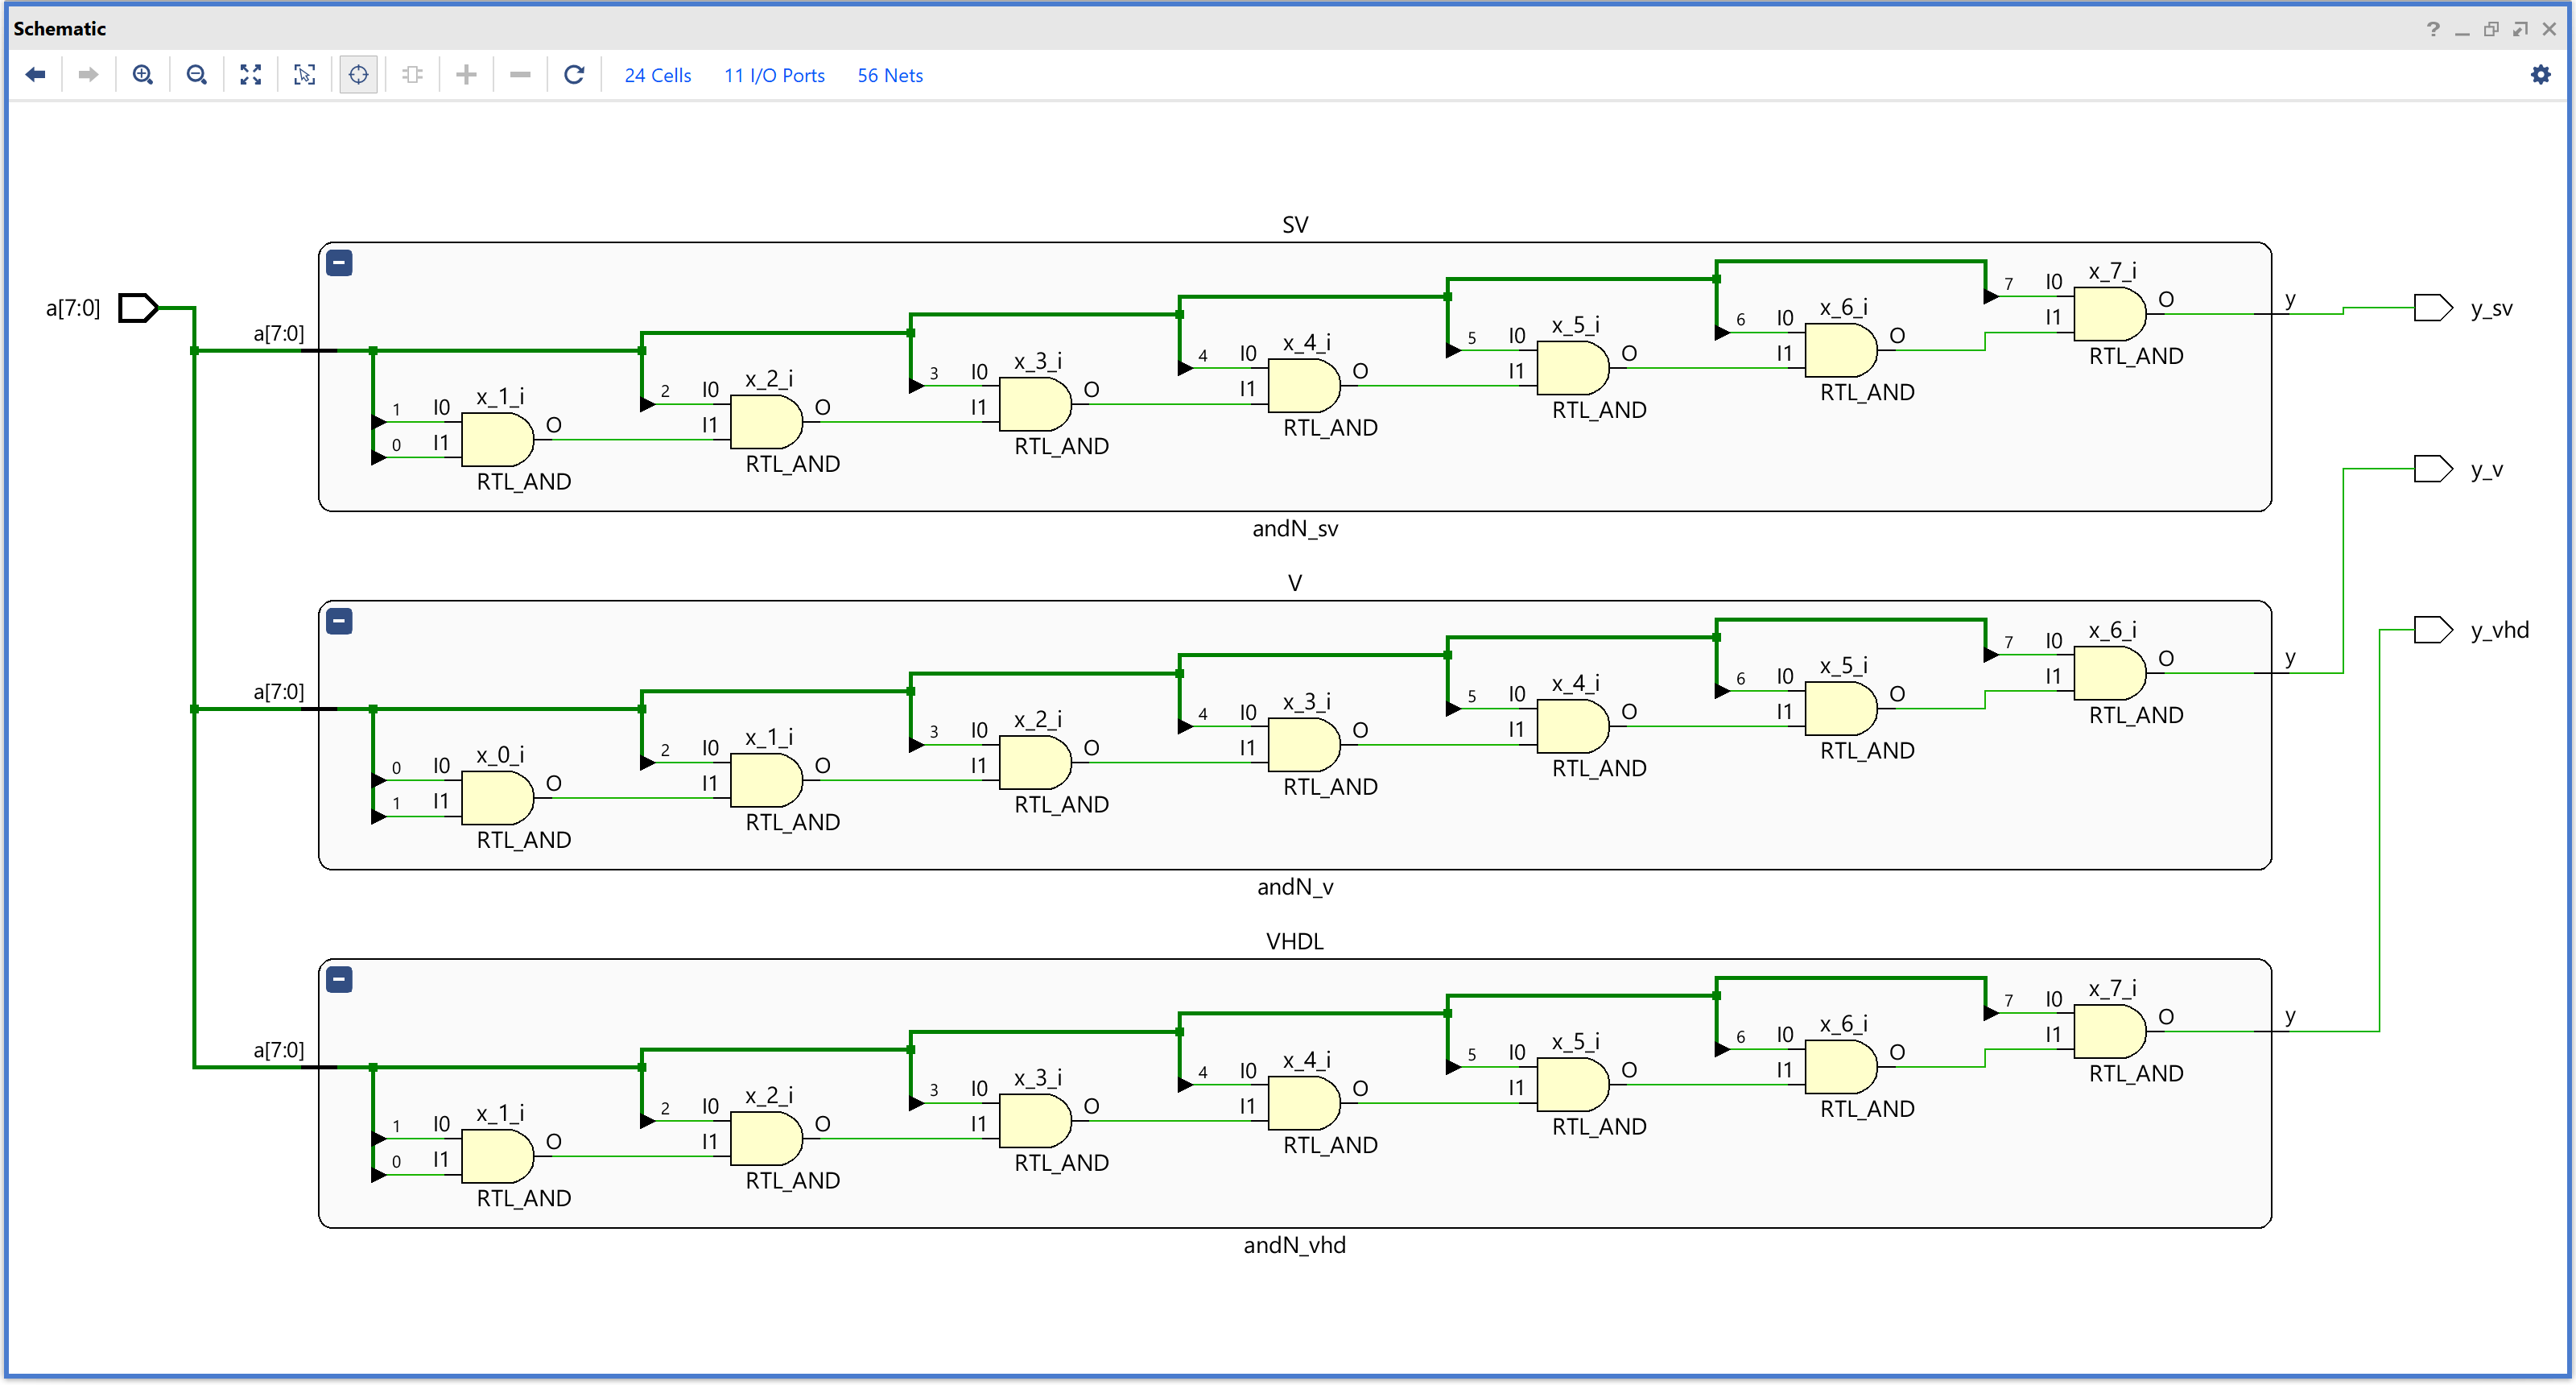 Schematic
24 Cells 11 I/O Ports 56 Nets
SV
a[7:0]
a[7:0]
1 I0 x_1_i O
0 I1
RTL_AND
2 I0 x_2_i O
I1
RTL_AND
3 I0 x_3_i O
I1
RTL_AND
4 I0 x_4_i O
I1
RTL_AND
5 I0 x_5_i O
I1
RTL_AND
6 I0 x_6_i O
I1
RTL_AND
7 I0 x_7_i O
I1
RTL_AND
y
y_sv
andN_sv
V
a[7:0]
0 I0 x_0_i O
1 I1
RTL_AND
2 I0 x_1_i O
I1
RTL_AND
3 I0 x_2_i O
I1
RTL_AND
4 I0 x_3_i O
I1
RTL_AND
5 I0 x_4_i O
I1
RTL_AND
6 I0 x_5_i O
I1
RTL_AND
7 I0 x_6_i O
I1
RTL_AND
y
y_v
andN_v
VHDL
a[7:0]
1 I0 x_1_i O
0 I1
RTL_AND
2 I0 x_2_i O
I1
RTL_AND
3 I0 x_3_i O
I1
RTL_AND
4 I0 x_4_i O
I1
RTL_AND
5 I0 x_5_i O
I1
RTL_AND
6 I0 x_6_i O
I1
RTL_AND
7 I0 x_7_i O
I1
RTL_AND
y
y_vhd
andN_vhd